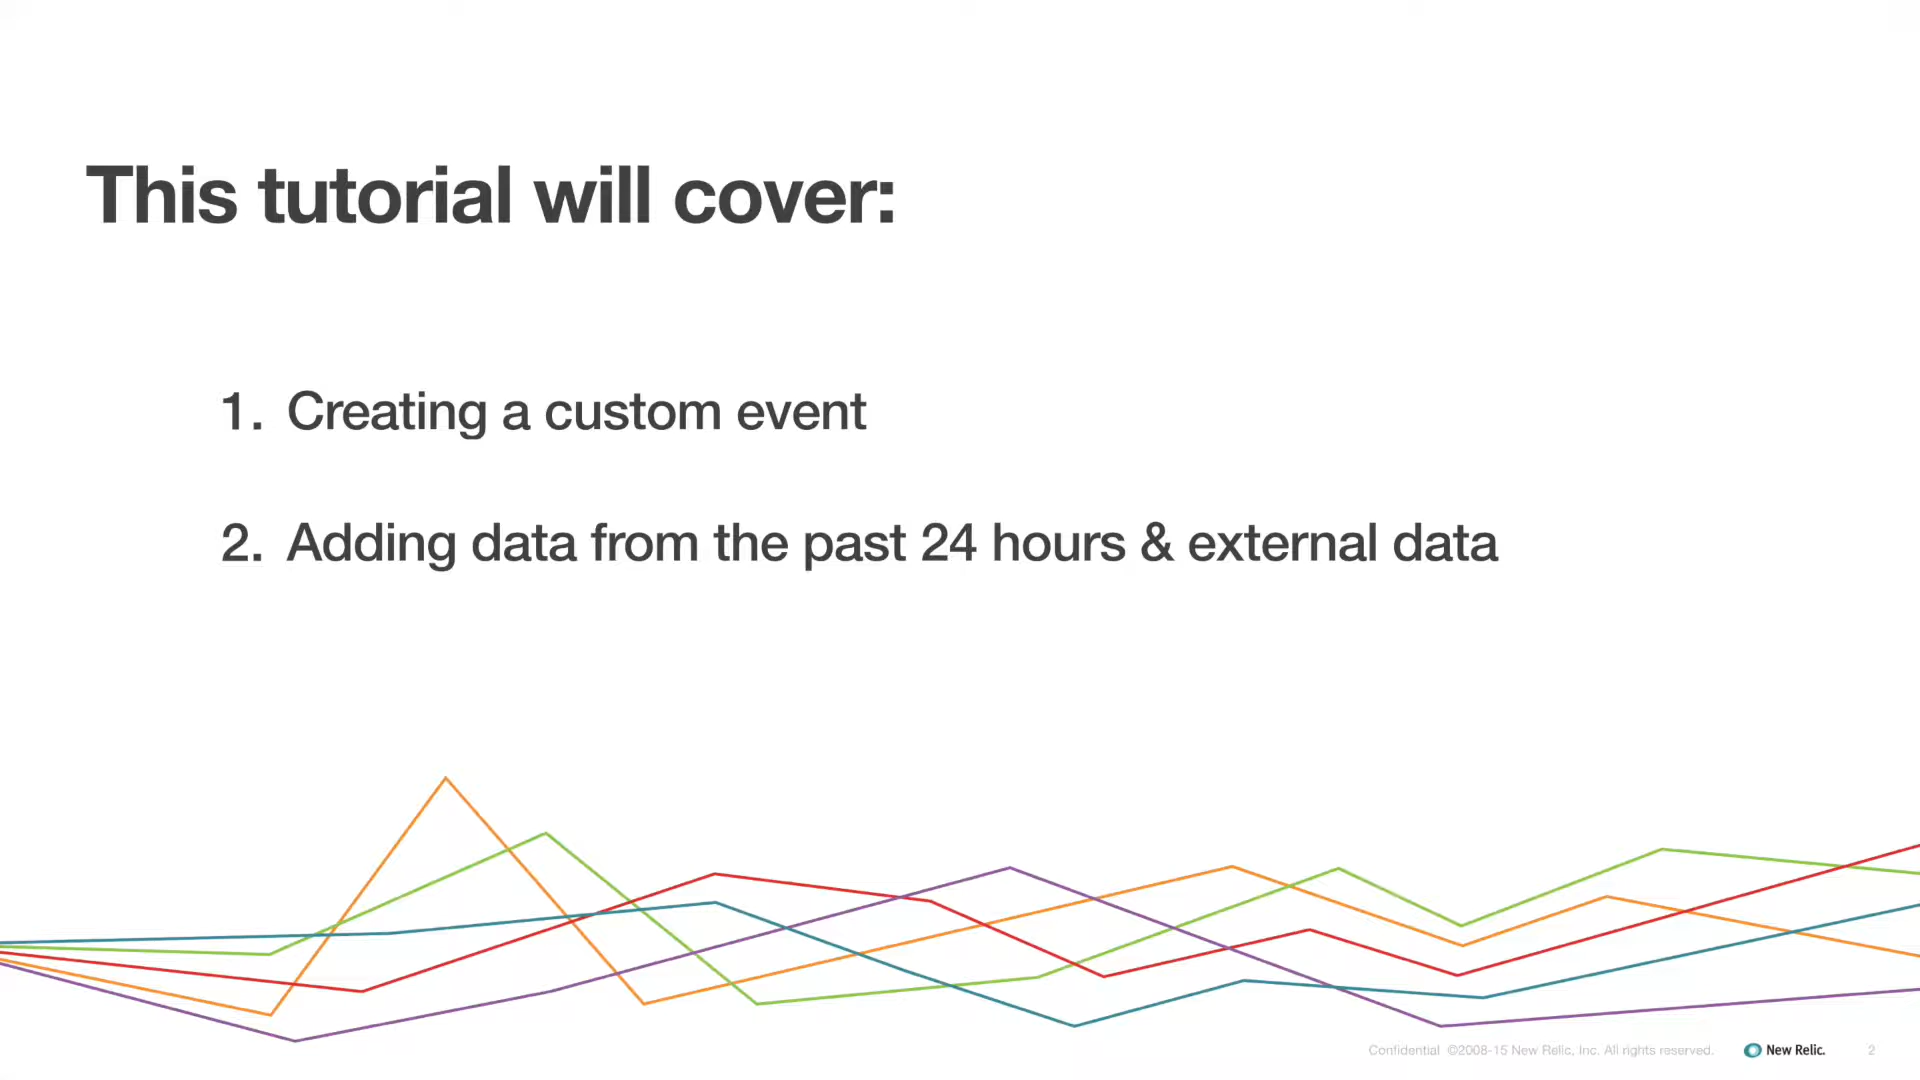 This tutorial will cover:
1. Creating a custom event
2. Adding data from the past 24 hours & external data
Confidential ©2008-15 New Relic, Inc. All rights reserved. New Relic. 2